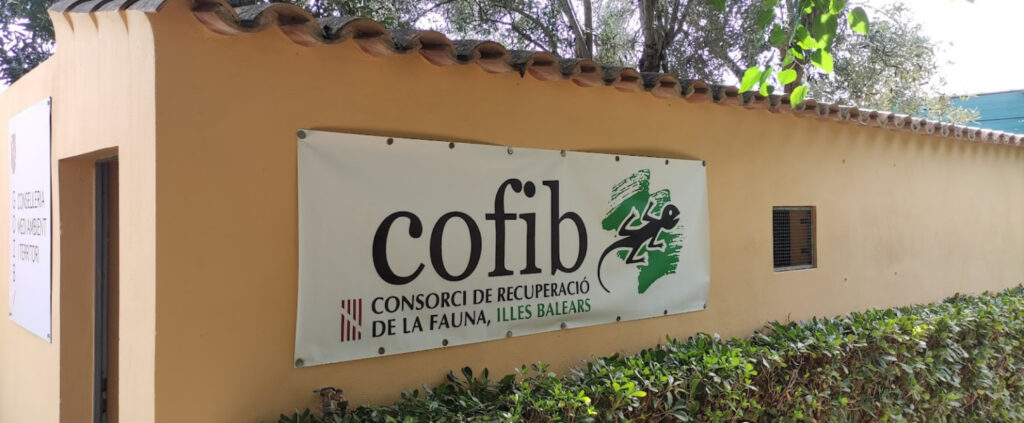 G
O
I
B
CONSELLERIA
MEDI AMBIENT
I TERRITORI
cofib
CONSORCI DE RECUPERACIÓ
DE LA FAUNA, ILLES BALEARS